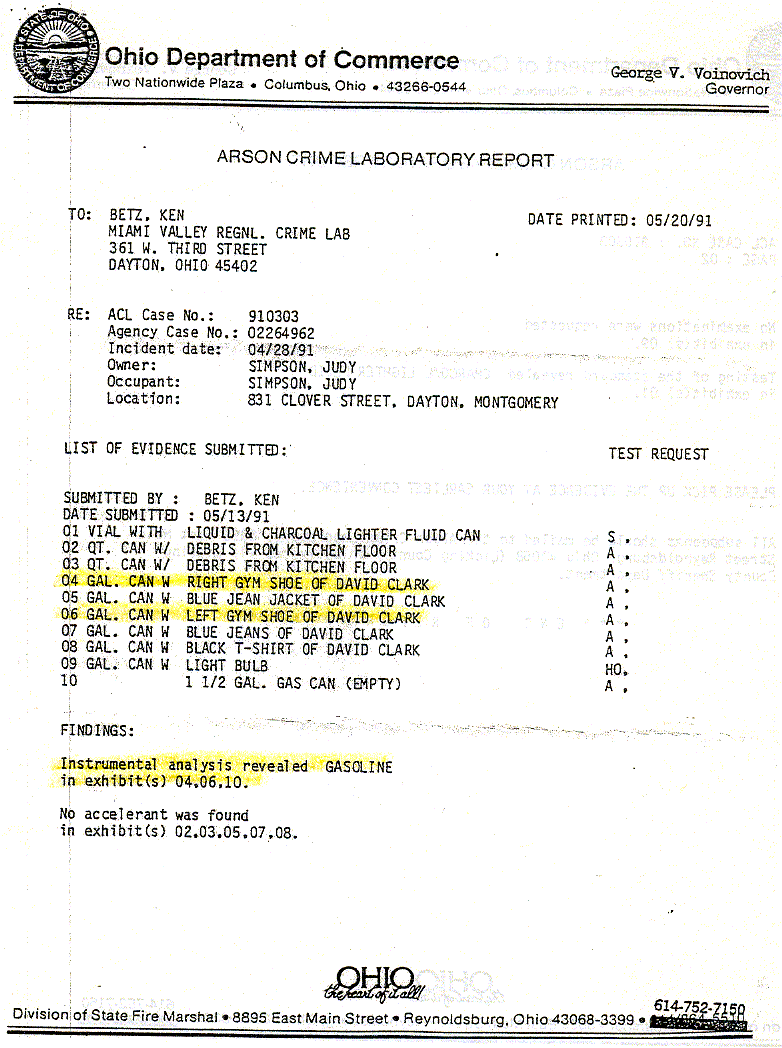 Ohio Department of Commerce
Two Nationwide Plaza • Columbus, Ohio • 43266-0544
George V. Voinovich
Governor
ARSON CRIME LABORATORY REPORT
TO: BETZ, KEN
MIAMI VALLEY REGNL. CRIME LAB
361 W. THIRD STREET
DAYTON, OHIO 45402
DATE PRINTED: 05/20/91
RE: ACL Case No.: 910303
Agency Case No.: 02264962
Incident date: 04/28/91
Owner: SIMPSON, JUDY
Occupant: SIMPSON, JUDY
Location: 831 CLOVER STREET, DAYTON, MONTGOMERY
LIST OF EVIDENCE SUBMITTED:
TEST REQUEST
SUBMITTED BY : BETZ, KEN
DATE SUBMITTED : 05/13/91
01 VIAL WITH LIQUID & CHARCOAL LIGHTER FLUID CAN S ,
02 QT. CAN W/ DEBRIS FROM KITCHEN FLOOR A ,
03 QT. CAN W/ DEBRIS FROM KITCHEN FLOOR A ,
04 GAL. CAN W RIGHT GYM SHOE OF DAVID CLARK A ,
05 GAL. CAN W BLUE JEAN JACKET OF DAVID CLARK A ,
06 GAL. CAN W LEFT GYM SHOE OF DAVID CLARK A ,
07 GAL. CAN W BLUE JEANS OF DAVID CLARK A ,
08 GAL. CAN W BLACK T-SHIRT OF DAVID CLARK A ,
09 GAL. CAN W LIGHT BULB HO,
10 1 1/2 GAL. GAS CAN (EMPTY) A ,
FINDINGS:
Instrumental analysis revealed GASOLINE
in exhibit(s) 04,06,10.
No accelerant was found
in exhibit(s) 02,03,05,07,08.
OHIO
the heart of it all!
614-752-7150
Division of State Fire Marshal • 8895 East Main Street • Reynoldsburg, Ohio 43068-3399 •